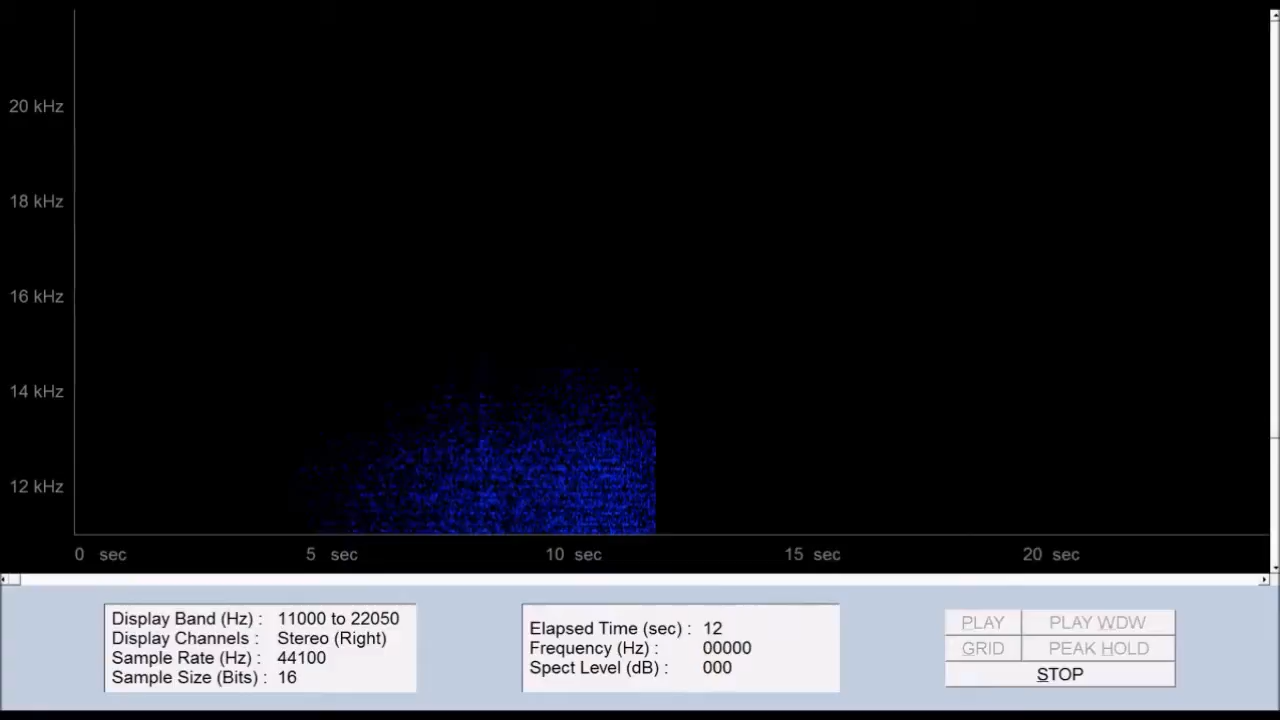 20 kHz
18 kHz
16 kHz
14 kHz
12 kHz
0 sec 5 sec 10 sec 15 sec 20 sec
Display Band (Hz) : 11000 to 22050
Display Channels : Stereo (Right)
Sample Rate (Hz) : 44100
Sample Size (Bits) : 16
Elapsed Time (sec) : 12
Frequency (Hz) : 00000
Spect Level (dB) : 000
PLAY PLAY WDW
GRID PEAK HOLD
STOP